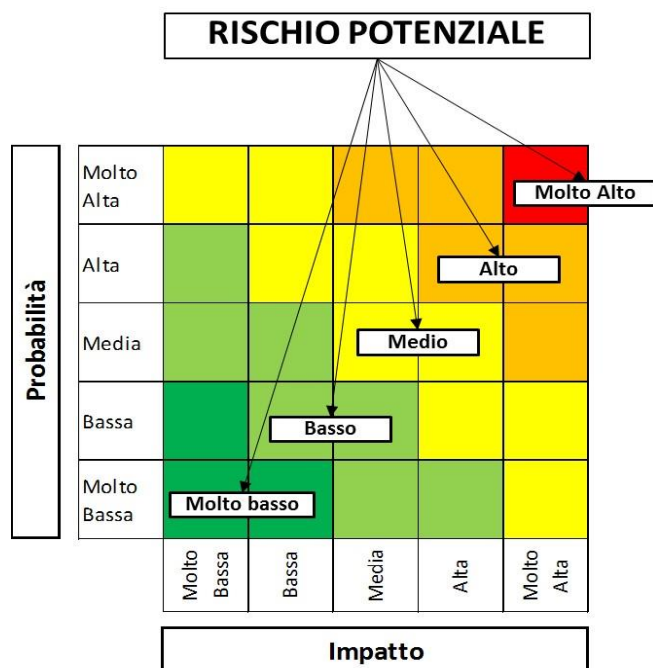 RISCHIO POTENZIALE
Probabilità
Molto
Alta
Molto Alto
Alta
Alto
Media
Medio
Bassa
Basso
Molto
Bassa
Molto basso
Molto
Bassa
Bassa
Media
Alta
Molto
Alta
Impatto